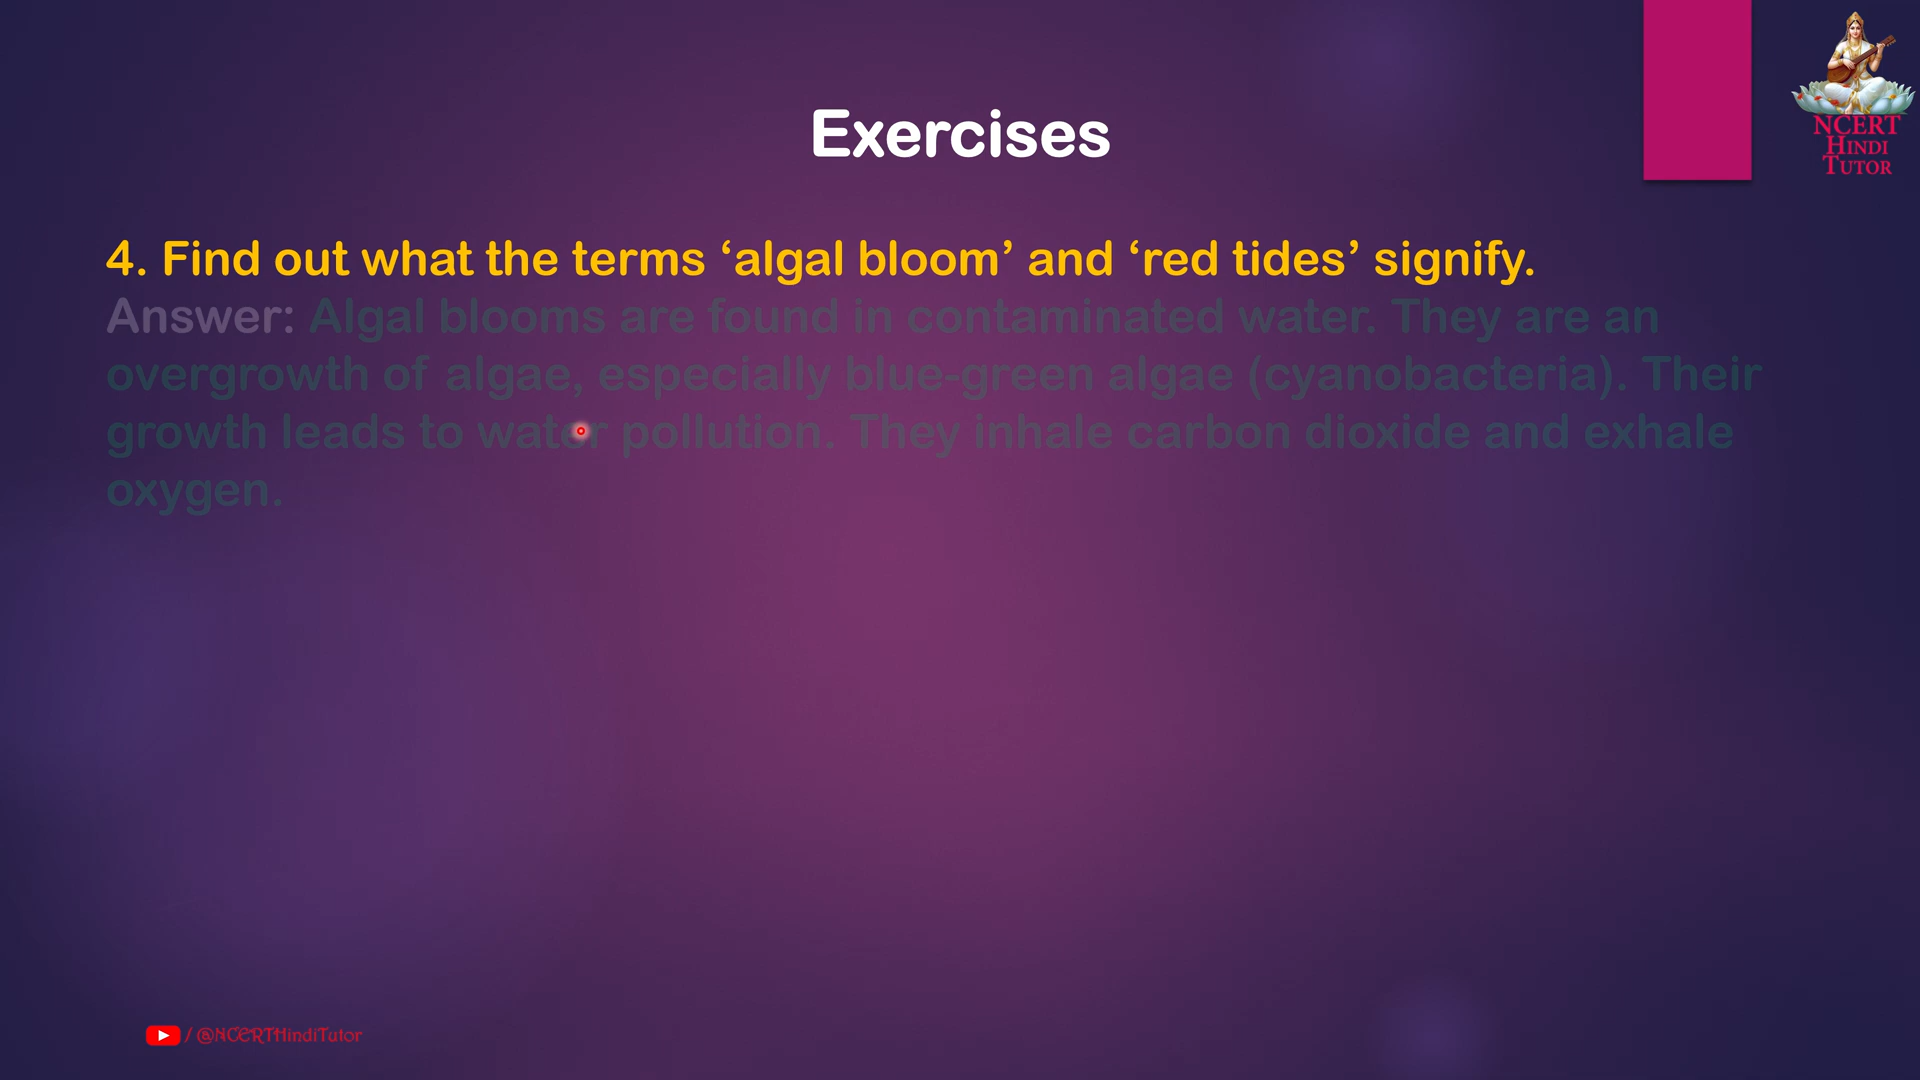 NCERT
HINDI
TUTOR
Exercises
4. Find out what the terms ‘algal bloom’ and ‘red tides’ signify.
Answer: Algal blooms are found in contaminated water. They are an
overgrowth of algae, especially blue-green algae (cyanobacteria). Their
growth leads to water pollution. They inhale carbon dioxide and exhale
oxygen.
/ @NCERTHindiTutor